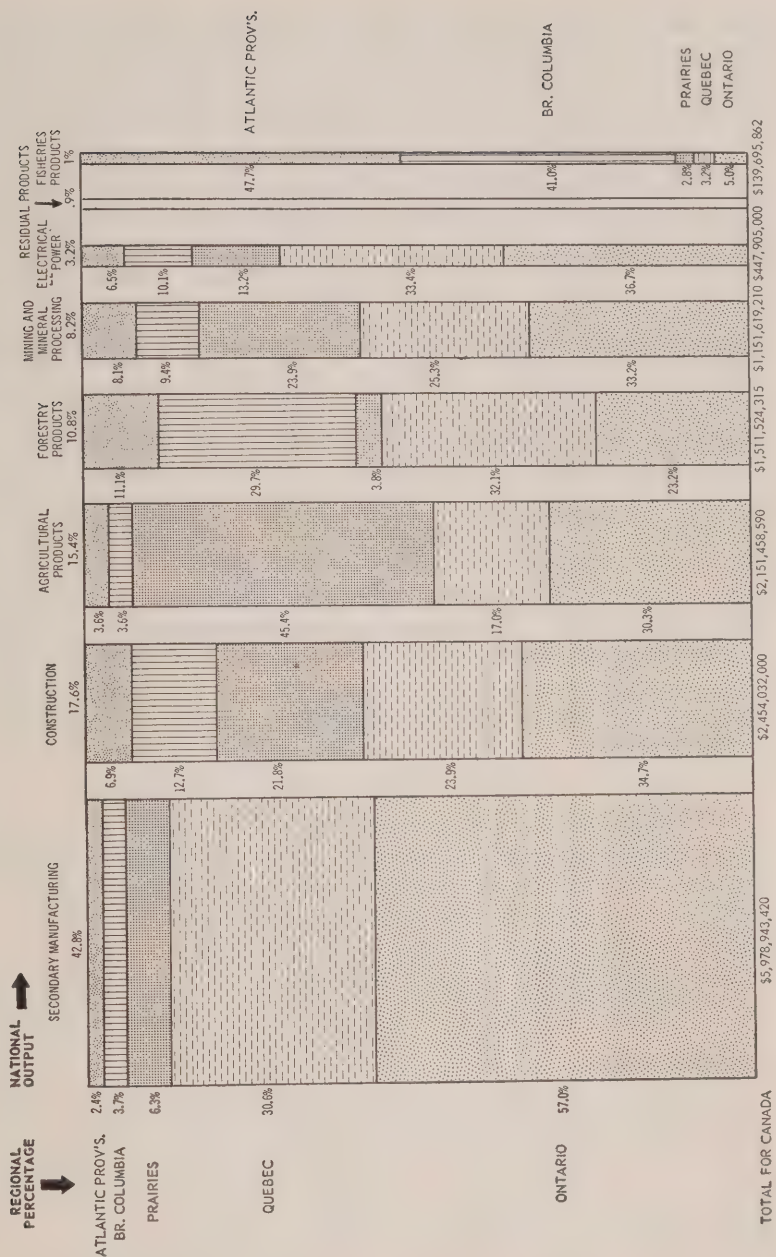 REGIONAL
PERCENTAGE
NATIONAL
OUTPUT
SECONDARY MANUFACTURING
42.8%
CONSTRUCTION
17.6%
AGRICULTURAL
PRODUCTS
15.4%
FORESTRY
PRODUCTS
10.8%
MINING AND
MINERAL
PROCESSING
8.2%
ELECTRICAL
POWER
3.2%
RESIDUAL PRODUCTS
.9%
FISHERIES
PRODUCTS
1%
ATLANTIC PROV'S.
BR. COLUMBIA
PRAIRIES
QUEBEC
ONTARIO
2.4%
3.7%
6.3%
30.6%
57.0%
6.9%
12.7%
21.8%
23.9%
34.7%
3.6%
3.6%
45.4%
17.0%
30.3%
11.1%
29.7%
3.8%
32.1%
23.2%
8.1%
9.4%
23.9%
25.3%
33.2%
6.5%
10.1%
13.2%
33.4%
36.7%
47.7%
41.0%
2.8%
3.2%
5.0%
ATLANTIC PROV'S.
BR. COLUMBIA
PRAIRIES
QUEBEC
ONTARIO
TOTAL FOR CANADA
$5,978,943,420
$2,454,032,000
$2,151,458,590
$1,511,524,315
$1,151,619,210
$447,905,000
$139,695,862